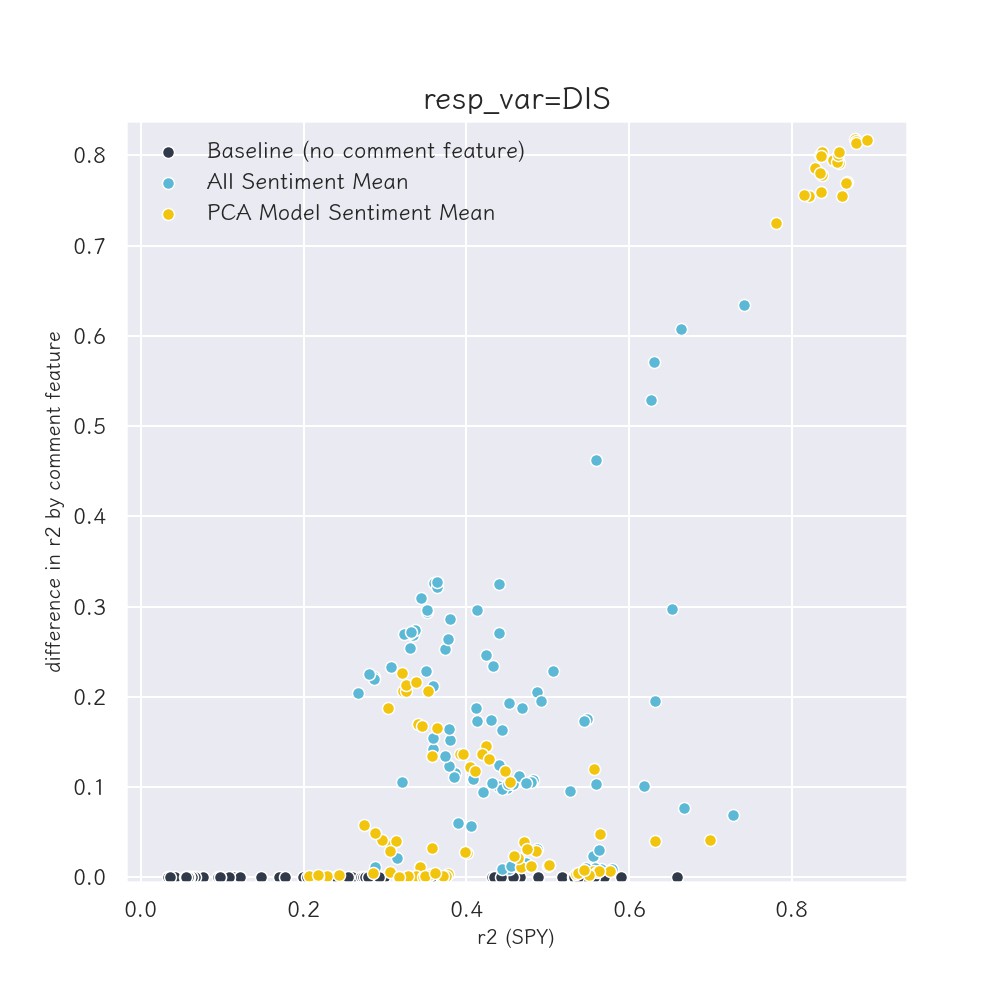 resp_var=DIS
Baseline (no comment feature)
All Sentiment Mean
PCA Model Sentiment Mean
difference in r2 by comment feature
0.8
0.7
0.6
0.5
0.4
0.3
0.2
0.1
0.0
0.0 0.2 0.4 0.6 0.8
r2 (SPY)